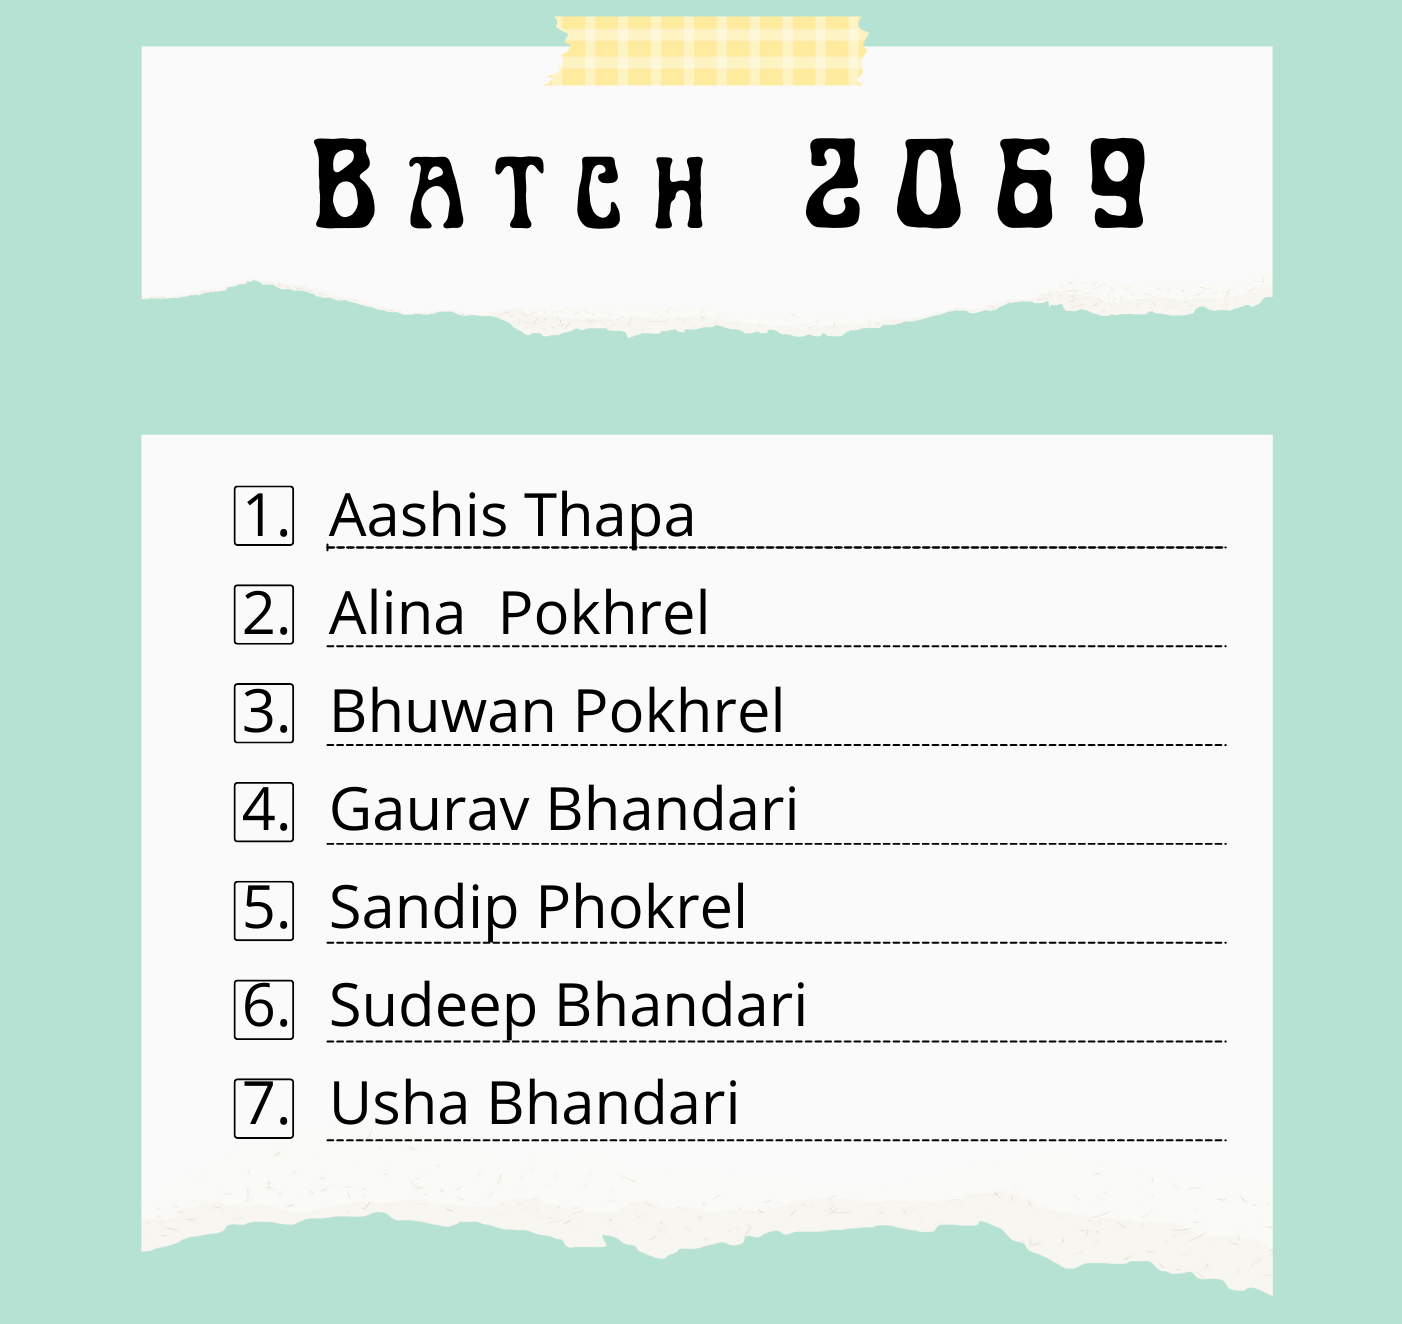 Batch 2069
1. Aashis Thapa
2. Alina  Pokhrel
3. Bhuwan Pokhrel
4. Gaurav Bhandari
5. Sandip Phokrel
6. Sudeep Bhandari
7. Usha Bhandari